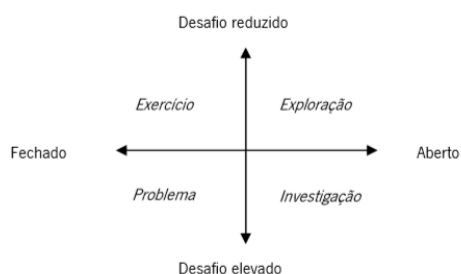 Desafio reduzido
Exercício
Exploração
Fechado
Aberto
Problema
Investigação
Desafio elevado